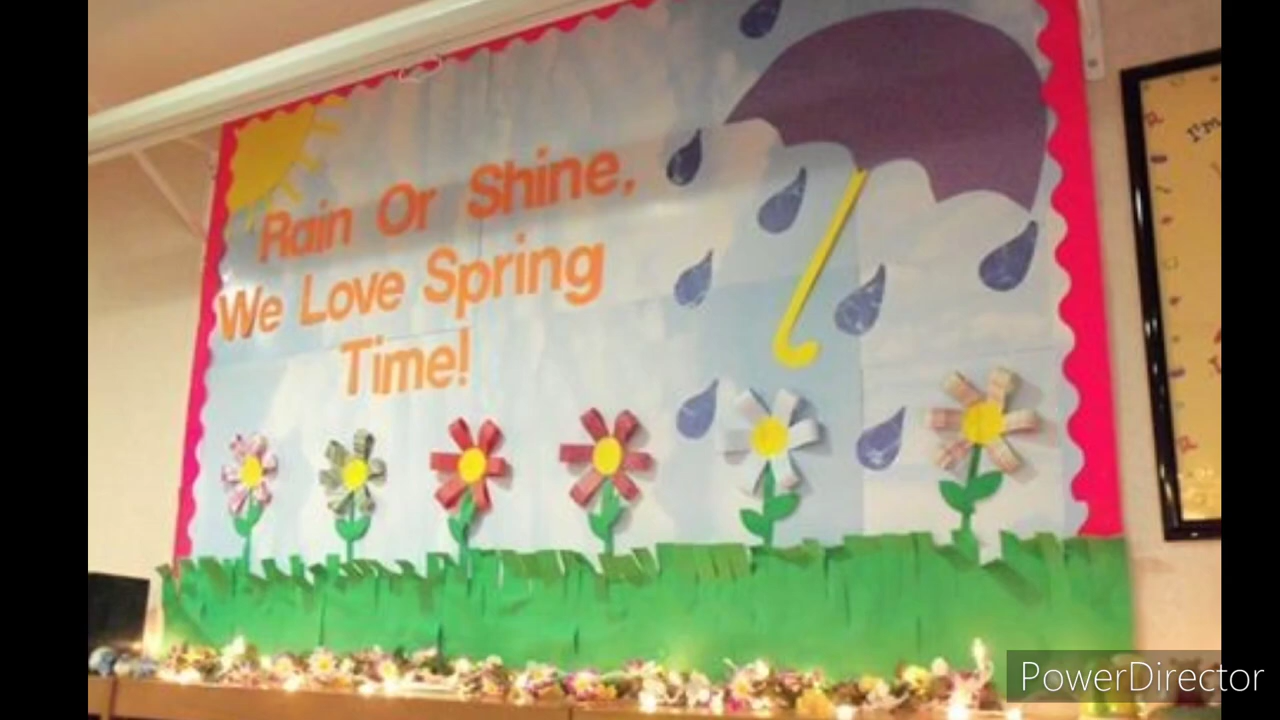 Rain Or Shine,
We Love Spring
Time!
I'm
PowerDirector